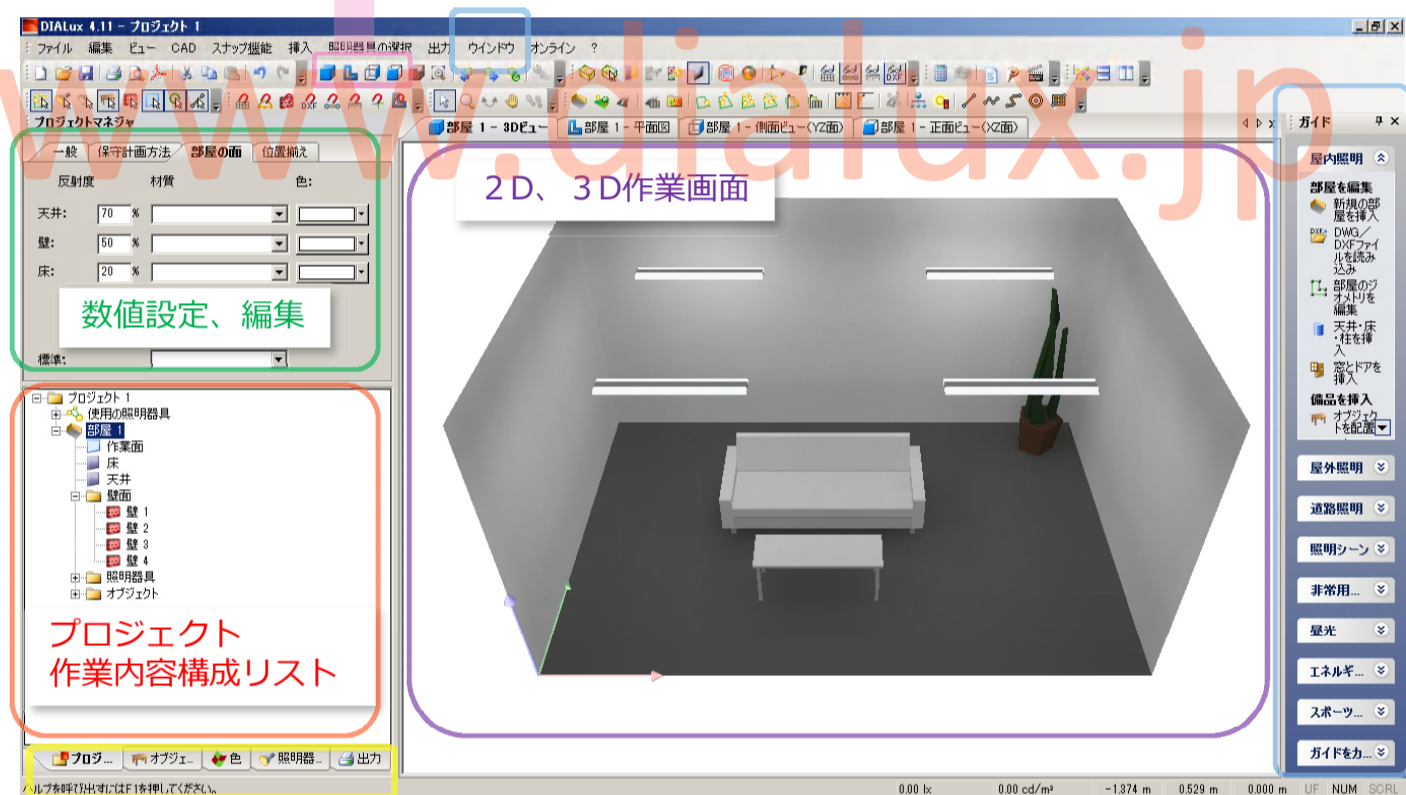 DIALux 4.11 - プロジェクト 1
ファイル 編集 ビュー CAD スナップ機能 挿入 照明器具の選択 出力 ウインドウ オンライン ?
www.dialux.jp
プロジェクトマネジャ
一般 保守計画方法 部屋の面 位置揃え
反射度 材質 色:
天井: 70 %
壁: 50 %
床: 20 %
数値設定、編集
標準:
プロジェクト 1
使用の照明器具
部屋 1
作業面
床
天井
壁面
壁 1
壁 2
壁 3
壁 4
照明器具
オブジェクト
プロジェクト
作業内容構成リスト
プロジ... オブジェ... 色 照明器... 出力
部屋 1 - 3Dビュー 部屋 1 - 平面図 部屋 1 - 側面ビュー(YZ面) 部屋 1 - 正面ビュー(XZ面)
2D、3D作業画面
ガイド
屋内照明
部屋を編集
新規の部
屋を挿入
DWG/
DXFファイ
ルを読み
込み
部屋のジ
オメトリを
編集
天井・床
・柱を挿
入
窓とドアを
挿入
備品を挿入
オブジェク
トを配置
屋外照明
道路照明
照明シーン
非常用...
昼光
エネルギ...
スポーツ...
ガイドをカ...
ヘルプを呼び出すにはF1を押してください。
0.00 lx 0.00 cd/m² -1.374 m 0.529 m 0.000 m UF NUM SCRL